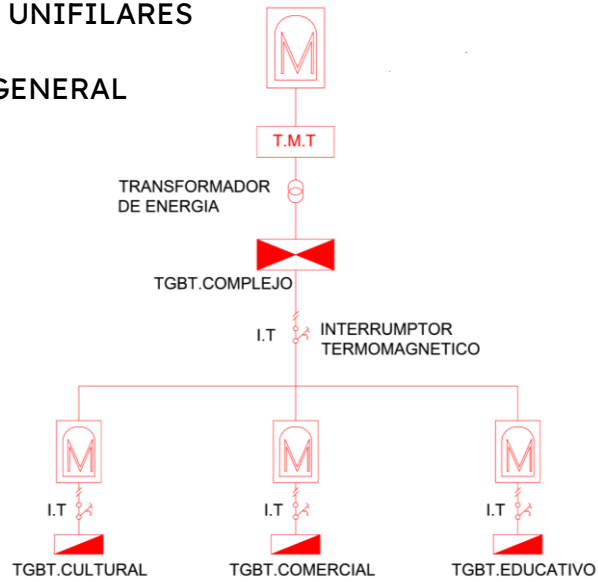 UNIFILARES
GENERAL
M
T.M.T
TRANSFORMADOR
DE ENERGIA
TGBT.COMPLEJO
I.T
INTERRUMPTOR
TERMOMAGNETICO
M
M
M
I.T
I.T
I.T
TGBT.CULTURAL
TGBT.COMERCIAL
TGBT.EDUCATIVO